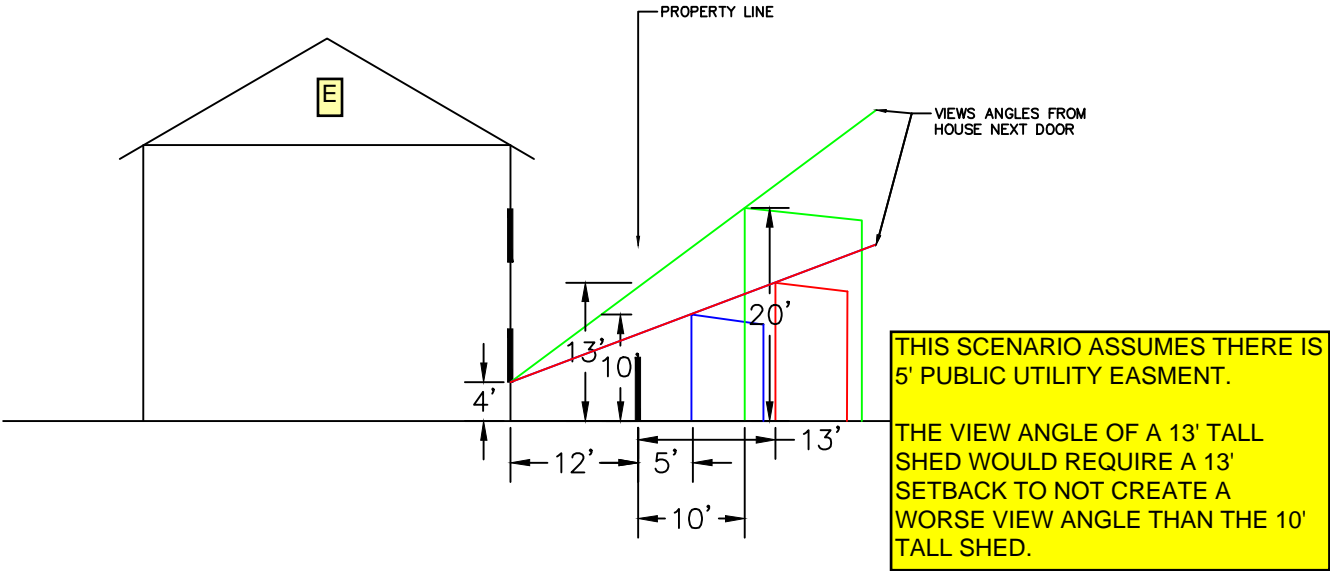 PROPERTY LINE
E
VIEWS ANGLES FROM
HOUSE NEXT DOOR
20'
13'
10'
4'
THIS SCENARIO ASSUMES THERE IS
5' PUBLIC UTILITY EASMENT.
THE VIEW ANGLE OF A 13' TALL
SHED WOULD REQUIRE A 13'
SETBACK TO NOT CREATE A
WORSE VIEW ANGLE THAN THE 10'
TALL SHED.
13'
12'
5'
10'